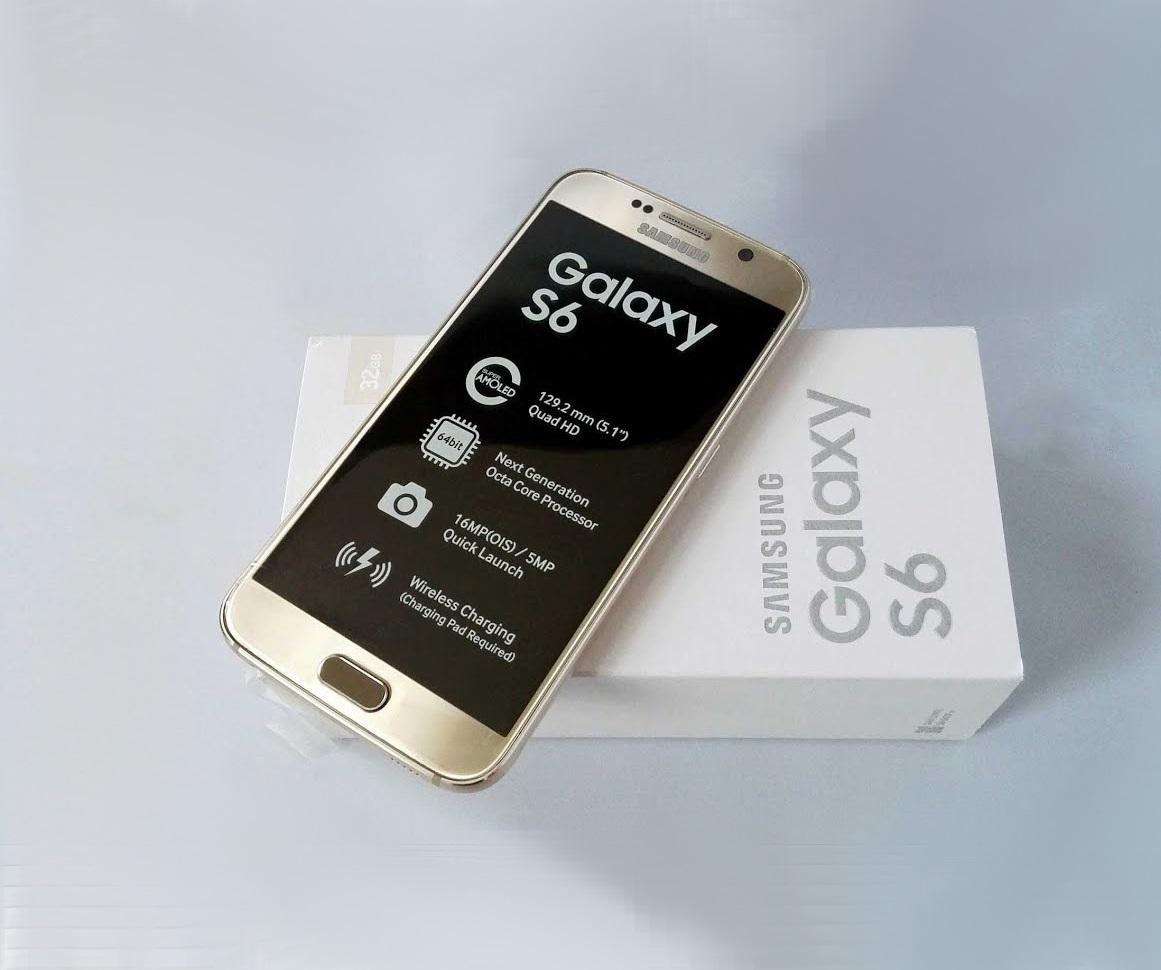 SAMSUNG
Galaxy
S6
SUPER
AMOLED
129.2 mm (5.1")
Quad HD
64bit
Next Generation
Octa Core Processor
16MP(OIS) / 5MP
Quick Launch
Wireless Charging
(Charging Pad Required)
32GB
SAMSUNG
Galaxy
S6